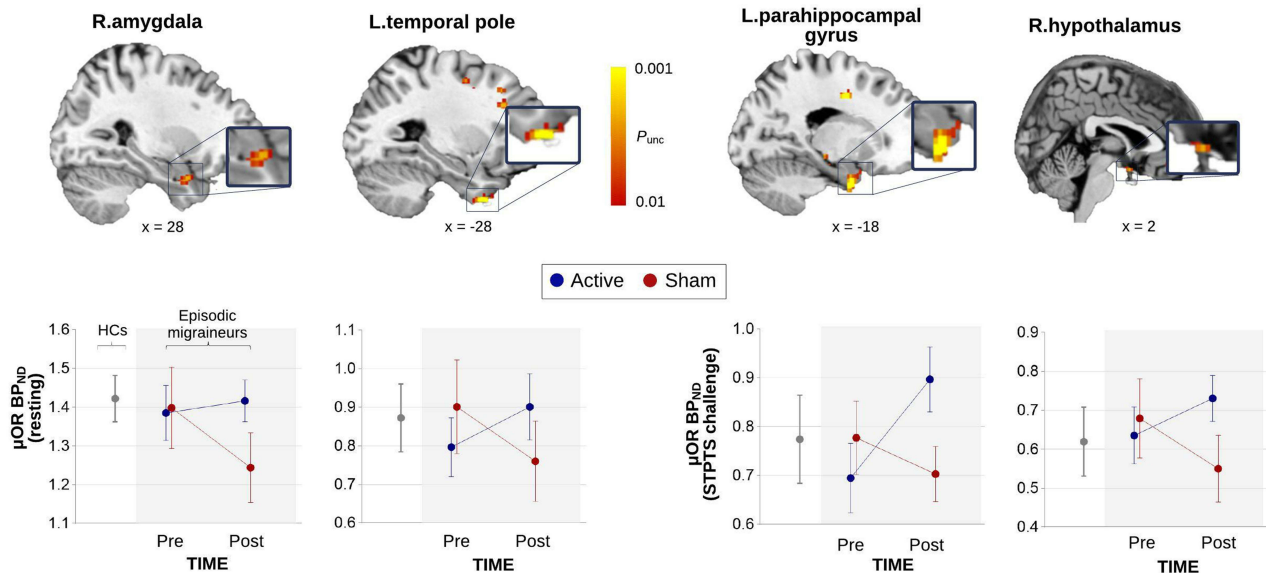 R.amygdala
L.temporal pole
L.parahippocampal
gyrus
R.hypothalamus
0.001
Punc
0.01
x = 28
x = -28
x = -18
x = 2
Active Sham
µOR BPND
(resting)
1.6
1.5
1.4
1.3
1.2
1.1
HCs
Episodic
migraineurs
Pre Post
TIME
1.1
1.0
0.9
0.8
0.7
0.6
Pre Post
TIME
µOR BPND
(STPTS challenge)
1.0
0.9
0.8
0.7
0.6
Pre Post
TIME
0.9
0.8
0.7
0.6
0.5
0.4
Pre Post
TIME